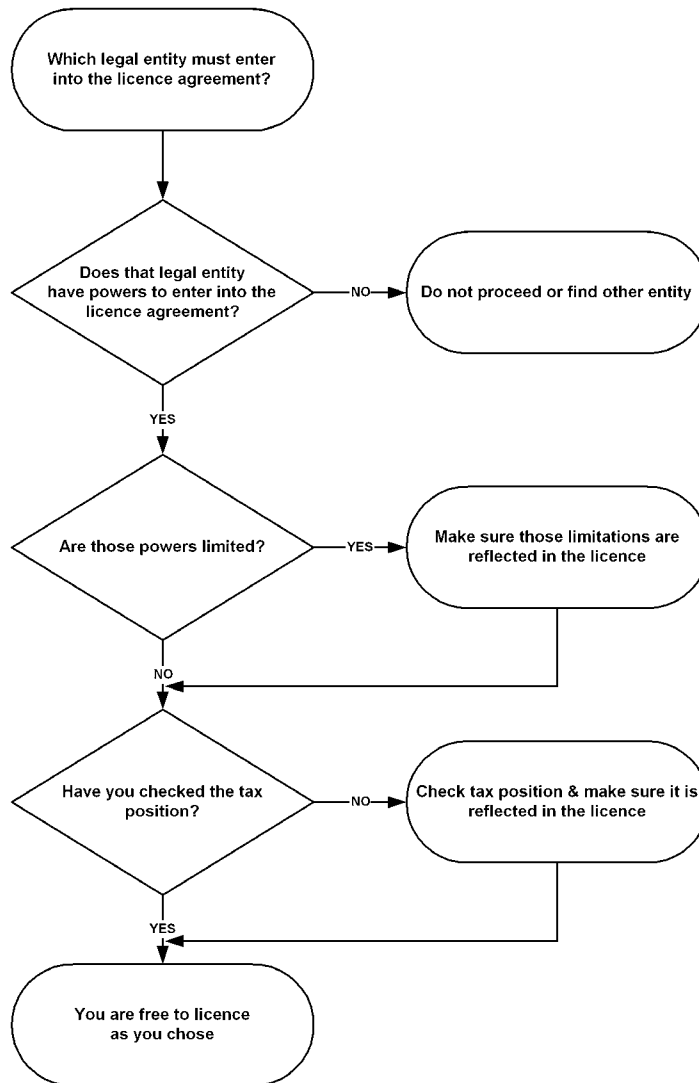 Which legal entity must enter
into the licence agreement?
Does that legal entity
have powers to enter into the
licence agreement?
NO
Do not proceed or find other entity
YES
Are those powers limited?
YES
Make sure those limitations are
reflected in the licence
NO
Have you checked the tax
position?
NO
Check tax position & make sure it is
reflected in the licence
YES
You are free to licence
as you chose